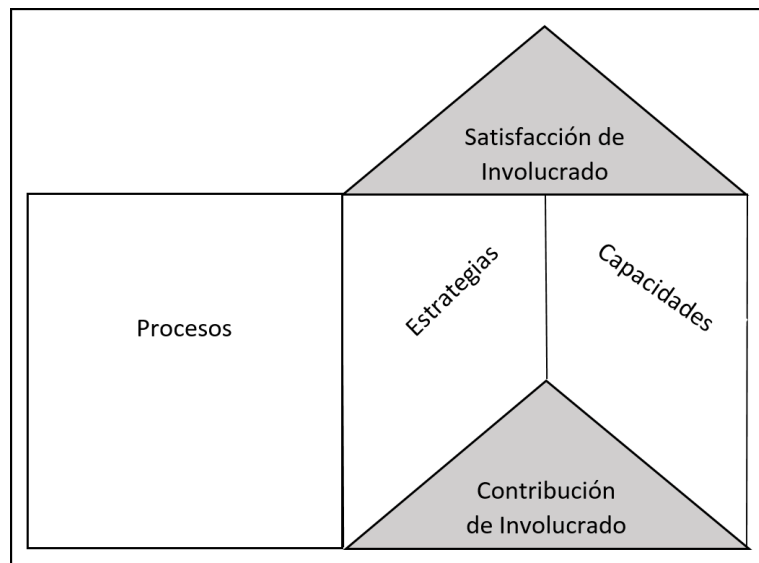 Satisfacción de
Involucrado
Procesos
Estrategias
Capacidades
Contribución
de Involucrado